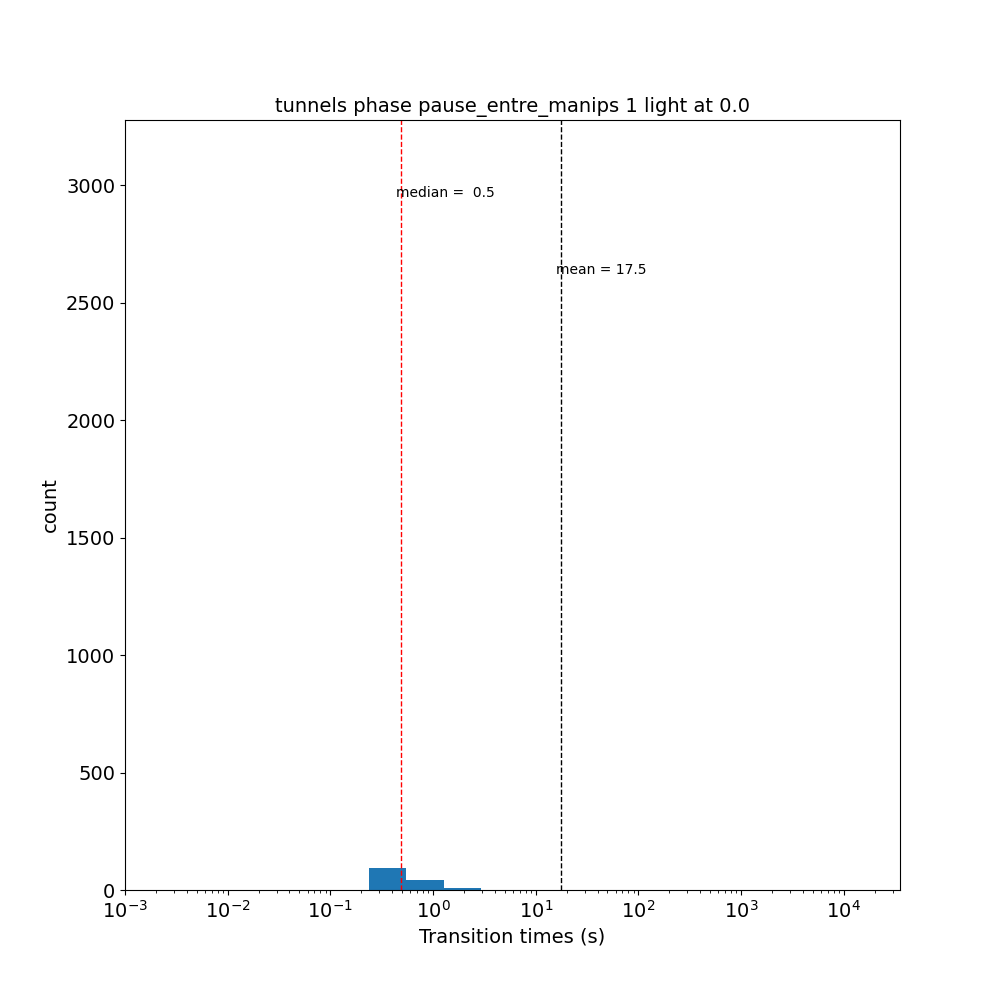 tunnels phase pause_entre_manips 1 light at 0.0
3000
median =  0.5
mean = 17.5
2500
2000
count
1500
1000
500
0
10⁻³ 10⁻² 10⁻¹ 10⁰ 10¹ 10² 10³ 10⁴
Transition times (s)